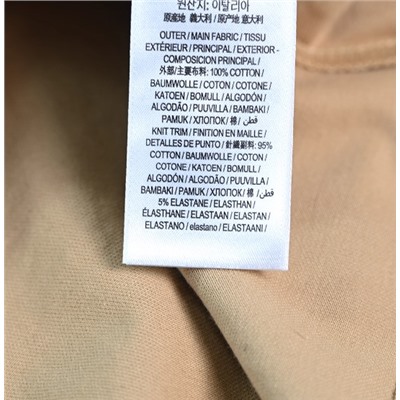 원산지: 이탈리아
原產地 義大利 / 原产地 意大利
OUTER / MAIN FABRIC / TISSU
EXTÉRIEUR / PRINCIPAL / EXTERIOR -
COMPOSICIÓN PRINCIPAL /
外部/主要布料: 100% COTTON /
BAUMWOLLE / COTON / COTONE /
KATOEN / BOMULL / ALGODÓN /
ALGODÃO / PUUVILLA / BAMBAKI /
PAMUK / ХЛОПОК / 棉 / قطن /
KNIT TRIM / FINITION EN MAILLE /
DETALLES DE PUNTO / 針織副料: 95%
COTTON / BAUMWOLLE / COTON /
COTONE / KATOEN / BOMULL /
ALGODÓN / ALGODÃO / PUUVILLA /
BAMBAKI / PAMUK / ХЛОПОК / 棉 / قطن /
5% ELASTANE / ELASTHAN /
ÉLASTHANE / ELASTAAN / ELASTAN /
ELASTANO / elastano / ELASTAANI /